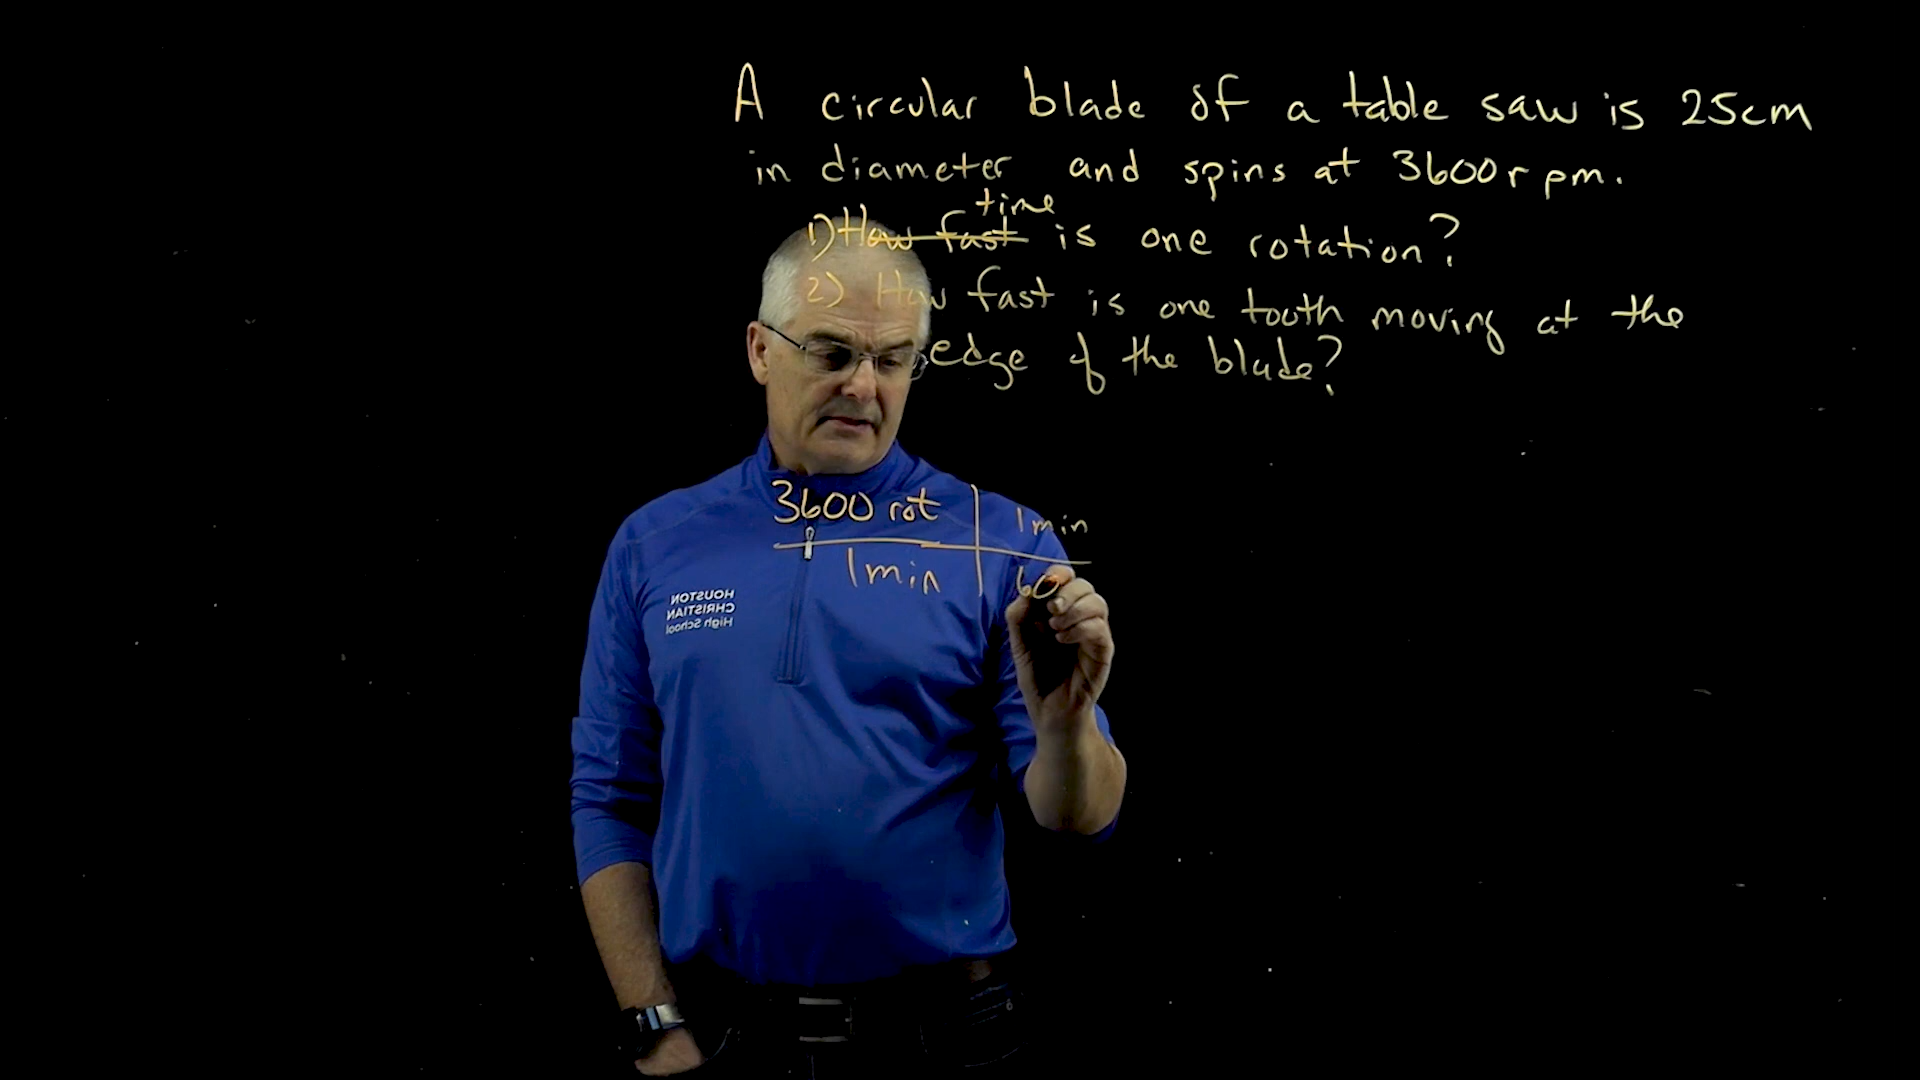 A circular blade of a table saw is 25cm
in diameter and spins at 3600 rpm.
time
1) How fast is one rotation?
2) How fast is one tooth moving at the
edge of the blade?
3600 rot 1 min
1 min 60
HOUSTON
CHRISTIAN
High School